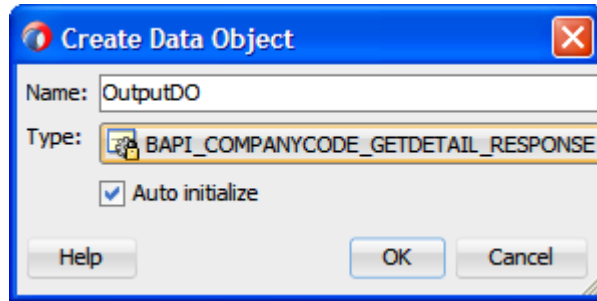 Create Data Object
Name: OutputDO
Type: BAPI_COMPANYCODE_GETDETAIL_RESPONSE
Auto initialize
Help OK Cancel